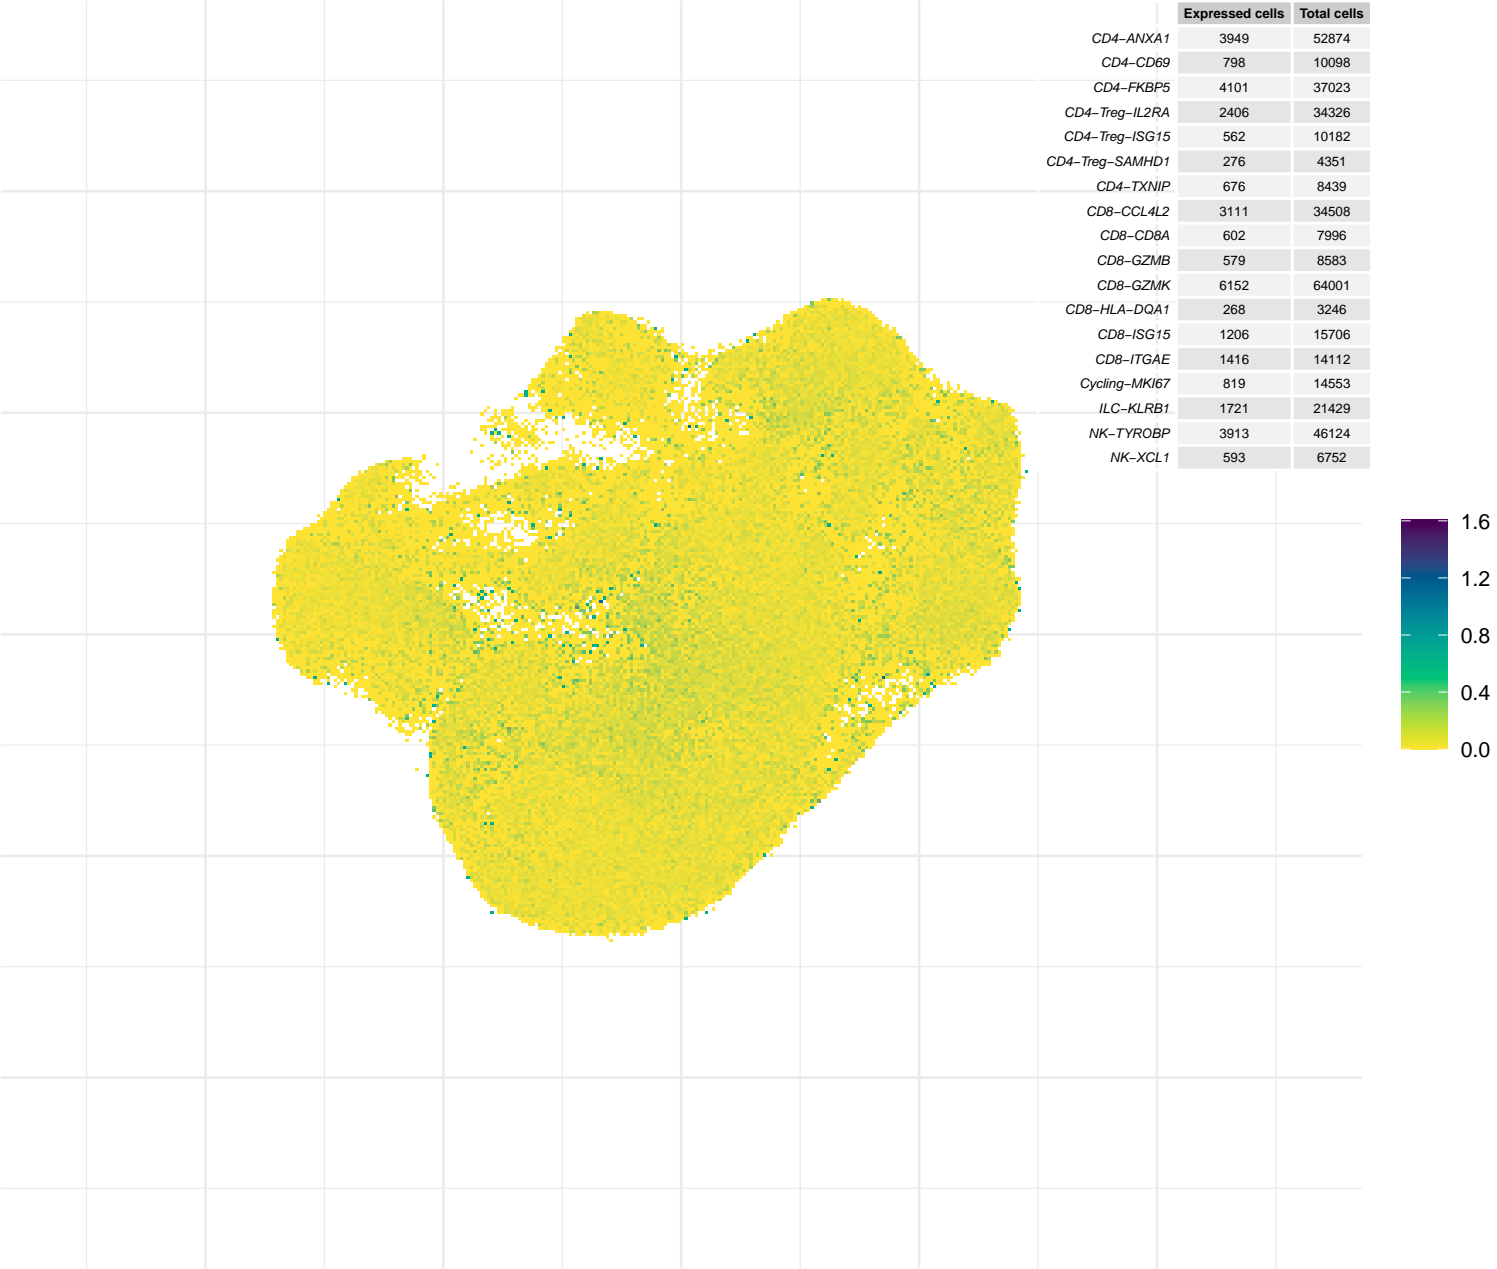 Expressed cells Total cells
CD4−ANXA1 3949 52874
CD4−CD69 798 10098
CD4−FKBP5 4101 37023
CD4−Treg−IL2RA 2406 34326
CD4−Treg−ISG15 562 10182
CD4−Treg−SAMHD1 276 4351
CD4−TXNIP 676 8439
CD8−CCL4L2 3111 34508
CD8−CD8A 602 7996
CD8−GZMB 579 8583
CD8−GZMK 6152 64001
CD8−HLA−DQA1 268 3246
CD8−ISG15 1206 15706
CD8−ITGAE 1416 14112
Cycling−MKI67 819 14553
ILC−KLRB1 1721 21429
NK−TYROBP 3913 46124
NK−XCL1 593 6752
1.6
1.2
0.8
0.4
0.0